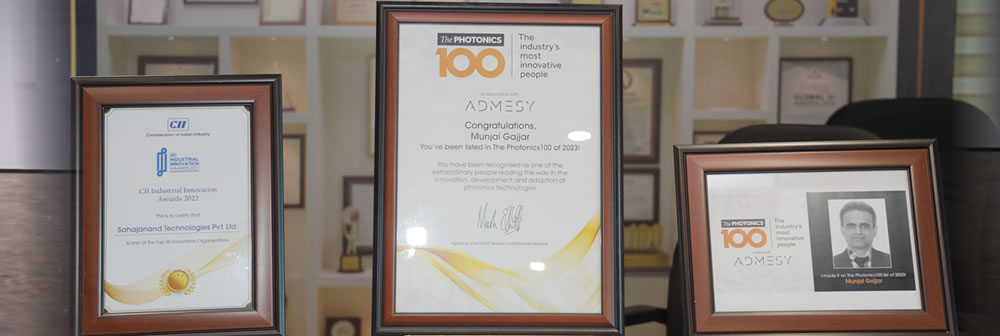 CII
Confederation of Indian Industry
INDUSTRIAL
INNOVATION
CII Industrial Innovation
Awards 2022
This is to certify that
Sahajanand Technologies Pvt. Ltd.
is one of the top 50 Innovative Organisations
The PHOTONICS
100
The
industry's
most
innovative
people
In association with
ADMESY
Congratulations,
Munjal Gajjar
You've been listed in The Photonics100 of 2023!
You have been recognised as one of the
extraordinary people leading the way in the
innovation, development and adoption of
photonics technologies
The PHOTONICS
100
ADMESY
The
industry's
most
innovative
people
I made it on The Photonics100 list of 2023!
Munjal Gajjar
GLOBAL